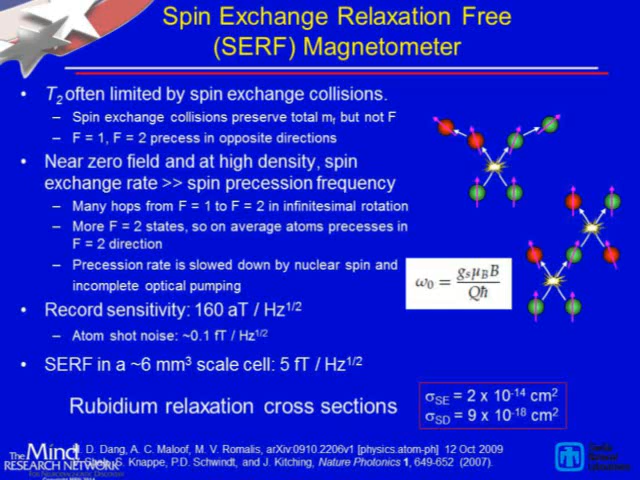 Spin Exchange Relaxation Free
(SERF) Magnetometer
• T2 often limited by spin exchange collisions.
– Spin exchange collisions preserve total mf but not F
– F = 1, F = 2 precess in opposite directions
• Near zero field and at high density, spin
exchange rate >> spin precession frequency
– Many hops from F = 1 to F = 2 in infinitesimal rotation
– More F = 2 states, so on average atoms precesses in
F = 2 direction
– Precession rate is slowed down by nuclear spin and
incomplete optical pumping
ω0 = gsμBB / Qħ
• Record sensitivity: 160 aT / Hz1/2
– Atom shot noise: ~0.1 fT / Hz1/2
• SERF in a ~6 mm3 scale cell: 5 fT / Hz1/2
Rubidium relaxation cross sections
σSE = 2 x 10-14 cm2
σSD = 9 x 10-18 cm2
D. Dang, A. C. Maloof, M. V. Romalis, arXiv:0910.2206v1 [physics.atom-ph] 12 Oct 2009
S. Knappe, P.D. Schwindt, and J. Kitching, Nature Photonics 1, 649-652 (2007).
The Mind
RESEARCH NETWORK